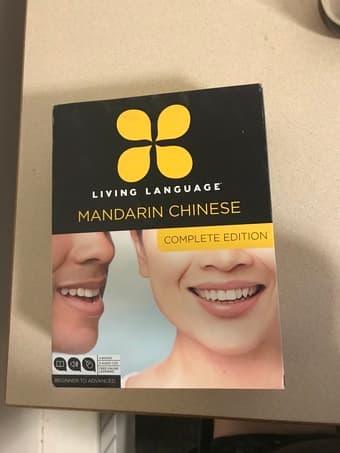 LIVING LANGUAGE
MANDARIN CHINESE
COMPLETE EDITION
BEGINNER TO ADVANCED